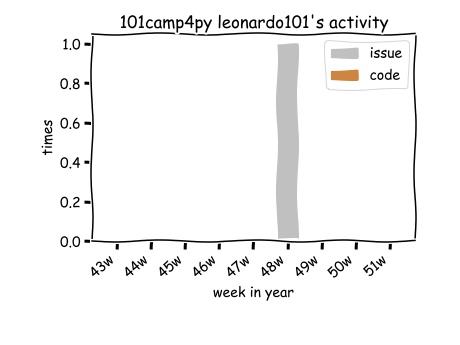 101camp4py leonardo101's activity
issue
code
1.0
0.8
0.6
0.4
0.2
0.0
times
43w 44w 45w 46w 47w 48w 49w 50w 51w
week in year